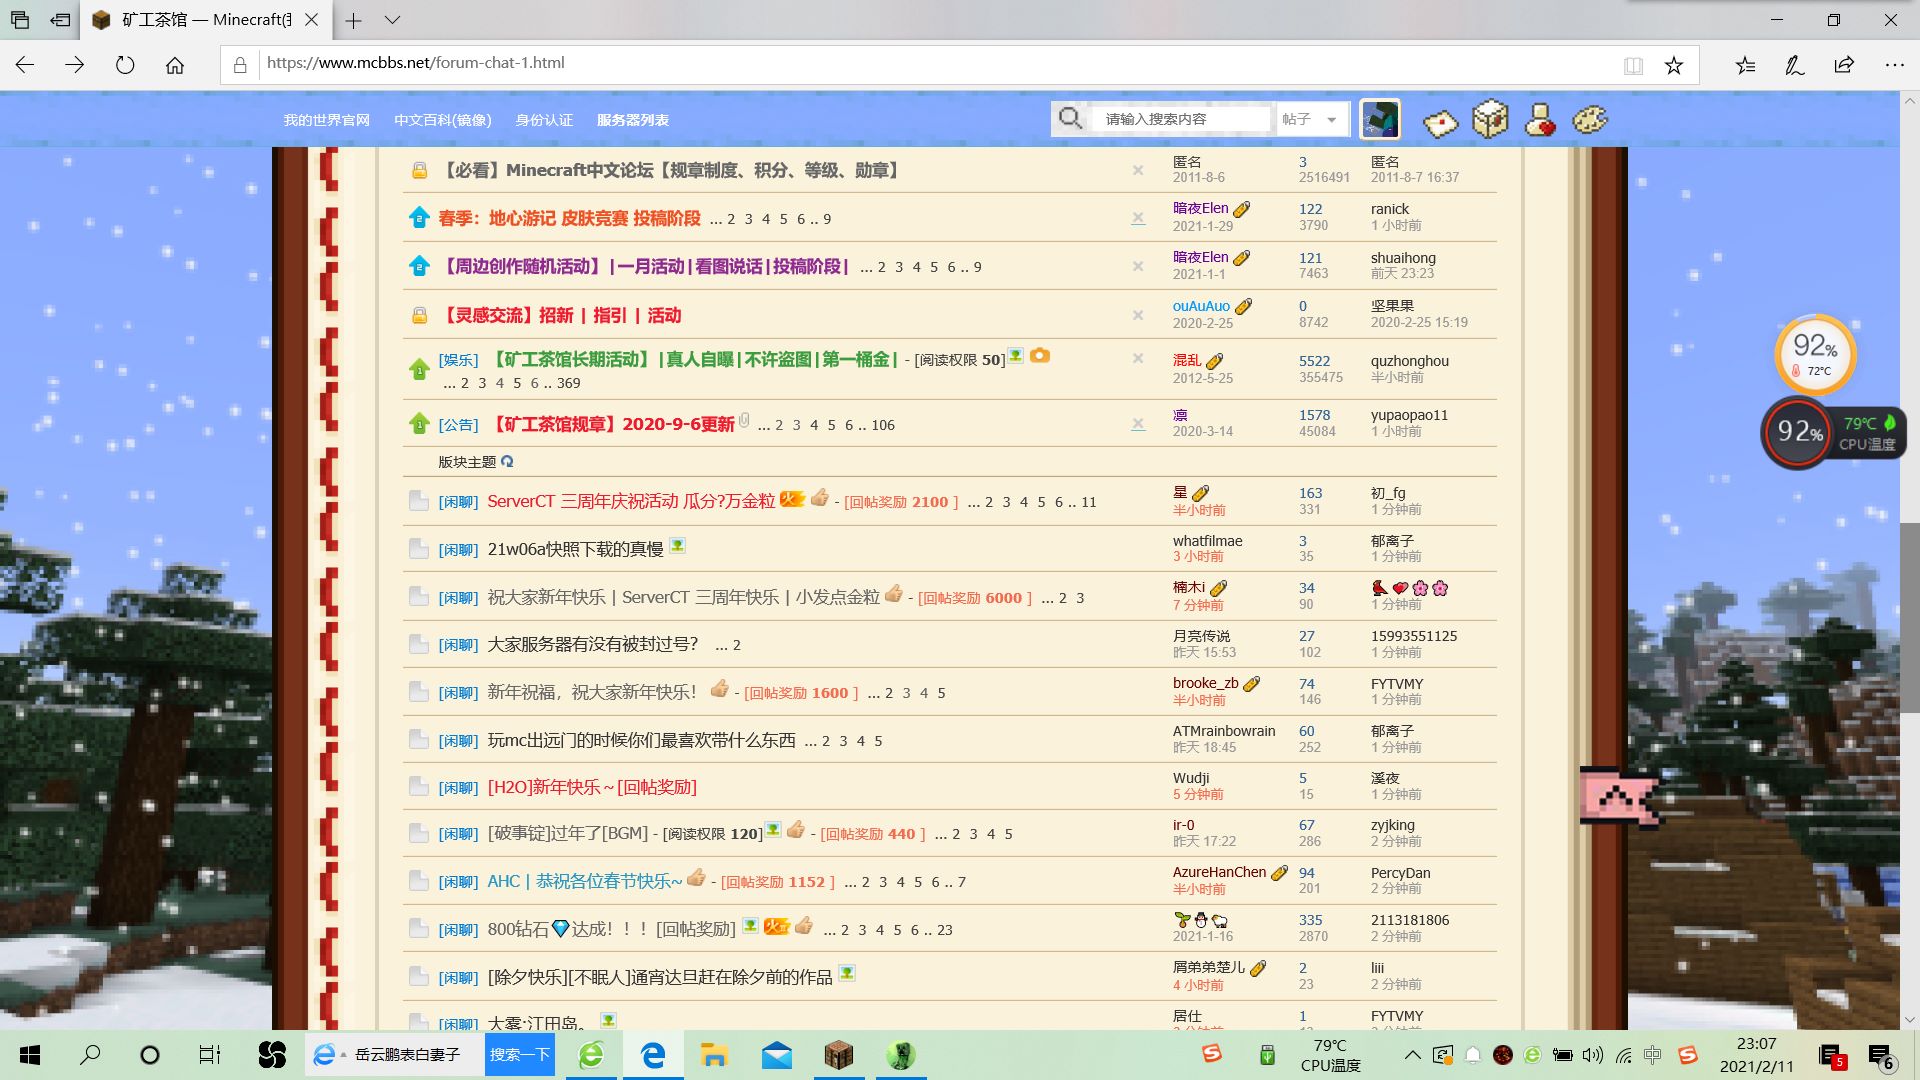 矿工茶馆 — Minecraft(我
https://www.mcbbs.net/forum-chat-1.html
我的世界官网 中文百科(镜像) 身份认证 服务器列表 请输入搜索内容 帖子
【必看】Minecraft中文论坛【规章制度、积分、等级、勋章】 匿名 3 匿名
2011-8-6 2516491 2011-8-7 16:37
春季：地心游记 皮肤竞赛 投稿阶段 ... 2 3 4 5 6 .. 9 暗夜Elen 122 ranick
2021-1-29 3790 1 小时前
【周边创作随机活动】|一月活动|看图说话|投稿阶段| ... 2 3 4 5 6 .. 9 暗夜Elen 121 shuaihong
2021-1-1 7463 前天 23:23
【灵感交流】招新 | 指引 | 活动 ouAuAuo 0 坚果果
2020-2-25 8742 2020-2-25 15:19
[娱乐] 【矿工茶馆长期活动】|真人自曝|不许盗图|第一桶金| - [阅读权限 50] 混乱 5522 quzhonghou
... 2 3 4 5 6 .. 369 2012-5-25 355475 半小时前
[公告] 【矿工茶馆规章】2020-9-6更新 ... 2 3 4 5 6 .. 106 凛 1578 yupaopao11
2020-3-14 45084 1 小时前
版块主题
[闲聊] ServerCT 三周年庆祝活动 瓜分?万金粒 火 - [回帖奖励 2100 ] ... 2 3 4 5 6 .. 11 星 163 初_fg
半小时前 331 1 分钟前
[闲聊] 21w06a快照下载的真慢 whatfilmae 3 郁离子
3 小时前 35 1 分钟前
[闲聊] 祝大家新年快乐 | ServerCT 三周年快乐 | 小发点金粒 - [回帖奖励 6000 ] ... 2 3 楠木i 34
7 分钟前 90 1 分钟前
[闲聊] 大家服务器有没有被封过号？ ... 2 月亮传说 27 15993551125
昨天 15:53 102 1 分钟前
[闲聊] 新年祝福，祝大家新年快乐！ - [回帖奖励 1600 ] ... 2 3 4 5 brooke_zb 74 FYTVMY
半小时前 146 1 分钟前
[闲聊] 玩mc出远门的时候你们最喜欢带什么东西 ... 2 3 4 5 ATMrainbowrain 60 郁离子
昨天 18:45 252 1 分钟前
[闲聊] [H2O]新年快乐～[回帖奖励] Wudji 5 溪夜
5 分钟前 15 1 分钟前
[闲聊] [破事锭]过年了[BGM] - [阅读权限 120] - [回帖奖励 440 ] ... 2 3 4 5 ir-0 67 zyjking
昨天 17:22 286 2 分钟前
[闲聊] AHC | 恭祝各位春节快乐~ - [回帖奖励 1152 ] ... 2 3 4 5 6 .. 7 AzureHanChen 94 PercyDan
半小时前 201 2 分钟前
[闲聊] 800钻石💎达成！！！[回帖奖励] 火 ... 2 3 4 5 6 .. 23 335 2113181806
2021-1-16 2870 2 分钟前
[闲聊] [除夕快乐][不眠人]通宵达旦赶在除夕前的作品 屑弟弟楚儿 2 liii
4 小时前 23 2 分钟前
[闲聊] 大雾·江田岛。 居仕 1 FYTVMY
92%
72℃
92% 79℃
CPU温度
岳云鹏表白妻子 搜索一下
79℃
CPU温度
中
23:07
2021/2/11
5
6